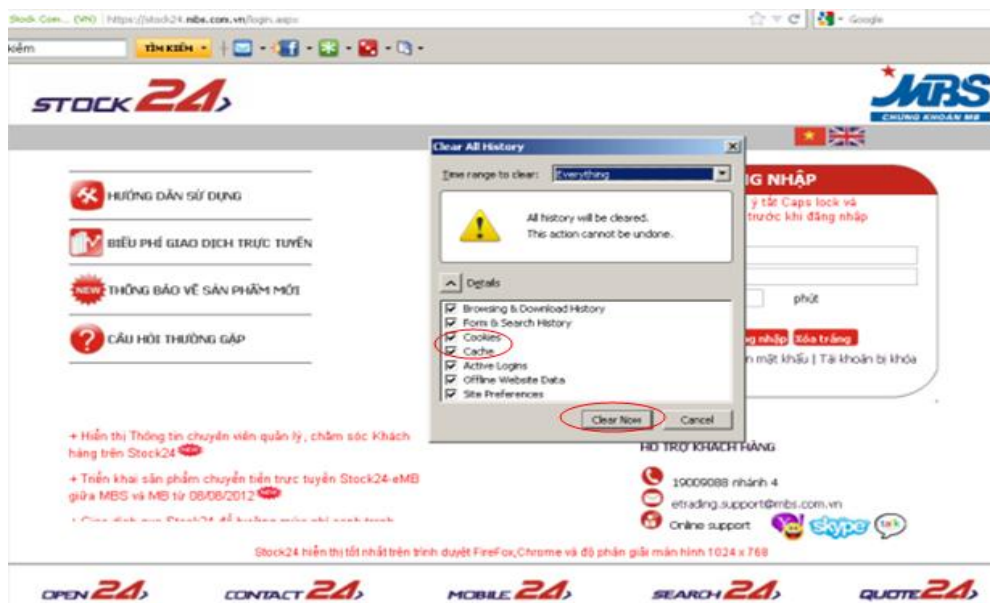 Stock Com... (VN) https://stock24.mbs.com.vn/login.aspx Google
kiếm TÌM KIẾM
STOCK 24
MBS
CHỨNG KHOÁN MB
Clear All History
Time range to clear: Everything
All history will be cleared.
This action cannot be undone.
Details
Browsing & Download History
Form & Search History
Cookies
Cache
Active Logins
Offline Website Data
Site Preferences
Clear Now Cancel
HƯỚNG DẪN SỬ DỤNG
BIỂU PHÍ GIAO DỊCH TRỰC TUYẾN
NEW THÔNG BÁO VỀ SẢN PHẨM MỚI
CÂU HỎI THƯỜNG GẶP
NHẬP
ý tắt Caps lock và
trước khi đăng nhập
phút
nhập Xóa trắng
mật khẩu | Tài khoản bị khóa
+ Hiển thị Thông tin chuyên viên quản lý, chăm sóc Khách
hàng trên Stock24
+ Triển khai sản phẩm chuyển tiền trực tuyến Stock24-eMB
giữa MBS và MB từ 08/08/2012
HỖ TRỢ KHÁCH HÀNG
19009088 nhánh 4
etrading.support@mbs.com.vn
Online support skype talk
Stock24 hiển thị tốt nhất trên trình duyệt FireFox,Chrome và độ phân giải màn hình 1024 x 768
OPEN 24 CONTACT 24 MOBILE 24 SEARCH 24 QUOTE 24